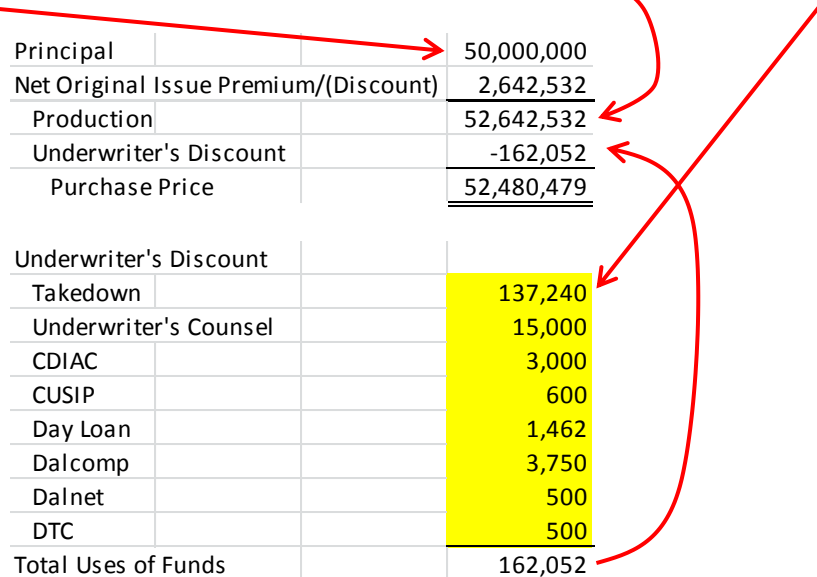 Principal 50,000,000
Net Original Issue Premium/(Discount) 2,642,532
Production 52,642,532
Underwriter's Discount -162,052
Purchase Price 52,480,479
Underwriter's Discount
Takedown 137,240
Underwriter's Counsel 15,000
CDIAC 3,000
CUSIP 600
Day Loan 1,462
Dalcomp 3,750
Dalnet 500
DTC 500
Total Uses of Funds 162,052